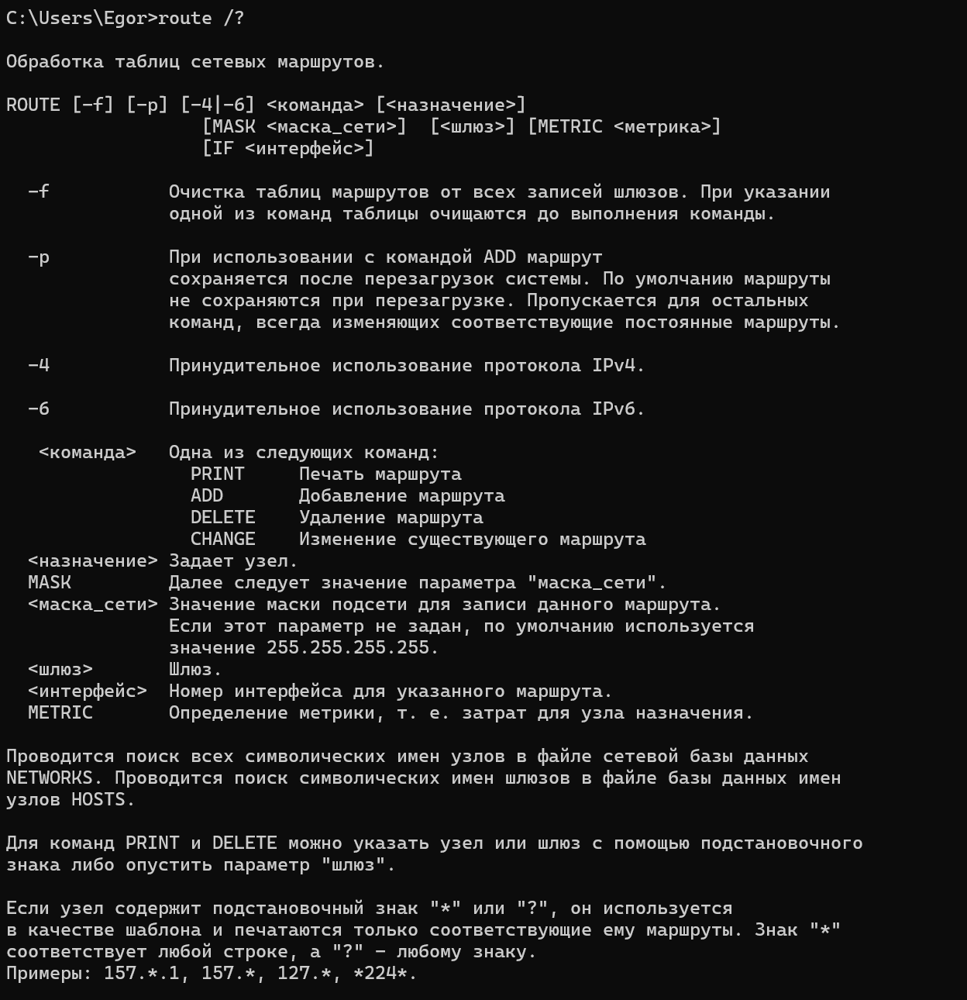 C:\Users\Egor>route /?
Обработка таблиц сетевых маршрутов.
ROUTE [-f] [-p] [-4|-6] <команда> [<назначение>]
[MASK <маска_сети>]  [<шлюз>] [METRIC <метрика>]
[IF <интерфейс>]
-f           Очистка таблиц маршрутов от всех записей шлюзов. При указании
одной из команд таблицы очищаются до выполнения команды.
-p           При использовании с командой ADD маршрут
сохраняется после перезагрузок системы. По умолчанию маршруты
не сохраняются при перезагрузке. Пропускается для остальных
команд, всегда изменяющих соответствующие постоянные маршруты.
-4           Принудительное использование протокола IPv4.
-6           Принудительное использование протокола IPv6.
<команда>   Одна из следующих команд:
PRINT     Печать маршрута
ADD       Добавление маршрута
DELETE    Удаление маршрута
CHANGE    Изменение существующего маршрута
<назначение> Задает узел.
MASK         Далее следует значение параметра "маска_сети".
<маска_сети> Значение маски подсети для записи данного маршрута.
Если этот параметр не задан, по умолчанию используется
значение 255.255.255.255.
<шлюз>       Шлюз.
<интерфейс>  Номер интерфейса для указанного маршрута.
METRIC       Определение метрики, т. е. затрат для узла назначения.
Проводится поиск всех символических имен узлов в файле сетевой базы данных
NETWORKS. Проводится поиск символических имен шлюзов в файле базы данных имен
узлов HOSTS.
Для команд PRINT и DELETE можно указать узел или шлюз с помощью подстановочного
знака либо опустить параметр "шлюз".
Если узел содержит подстановочный знак "*" или "?", он используется
в качестве шаблона и печатаются только соответствующие ему маршруты. Знак "*"
соответствует любой строке, а "?" - любому знаку.
Примеры: 157.*.1, 157.*, 127.*, *224*.